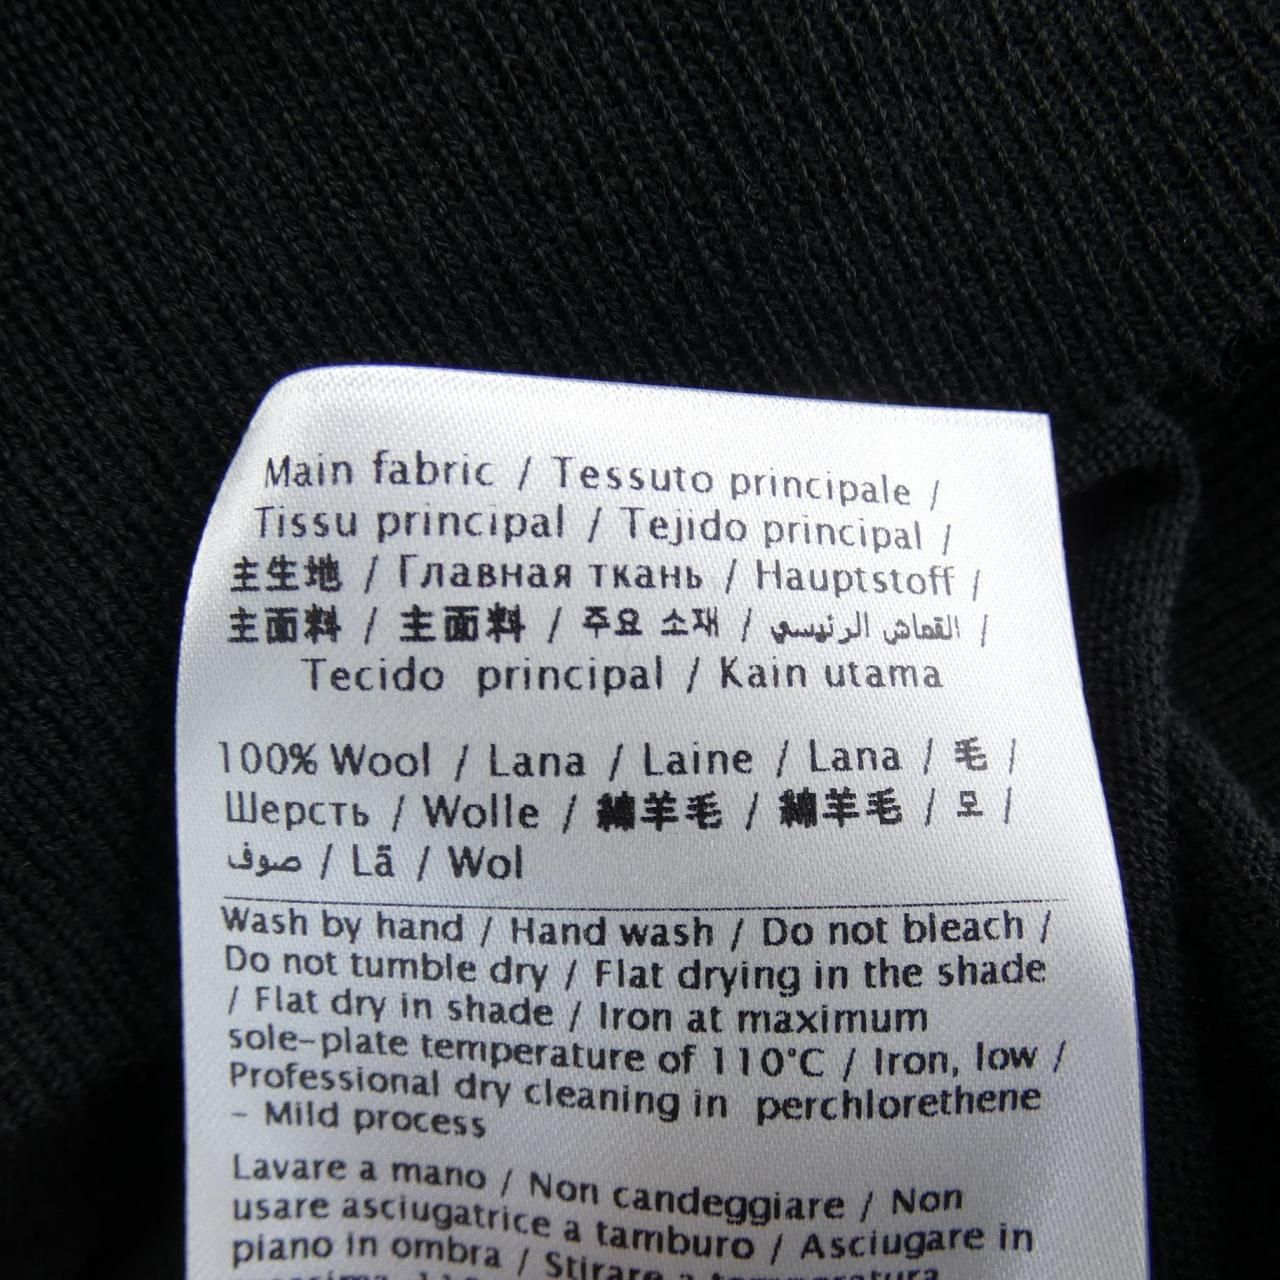 Main fabric / Tessuto principale /
Tissu principal / Tejido principal /
主生地 / Главная ткань / Hauptstoff /
主面料 / 主面料 / 주요 소재 / القماش الرئيسي /
Tecido principal / Kain utama
100% Wool / Lana / Laine / Lana / 毛 /
Шерсть / Wolle / 綿羊毛 / 綿羊毛 / 모 /
صوف / Lã / Wol
Wash by hand / Hand wash / Do not bleach /
Do not tumble dry / Flat drying in the shade
/ Flat dry in shade / Iron at maximum
sole-plate temperature of 110°C / Iron, low /
Professional dry cleaning in perchlorethene
- Mild process
Lavare a mano / Non candeggiare / Non
usare asciugatrice a tamburo / Asciugare in
piano in ombra / Stirare a temperatura